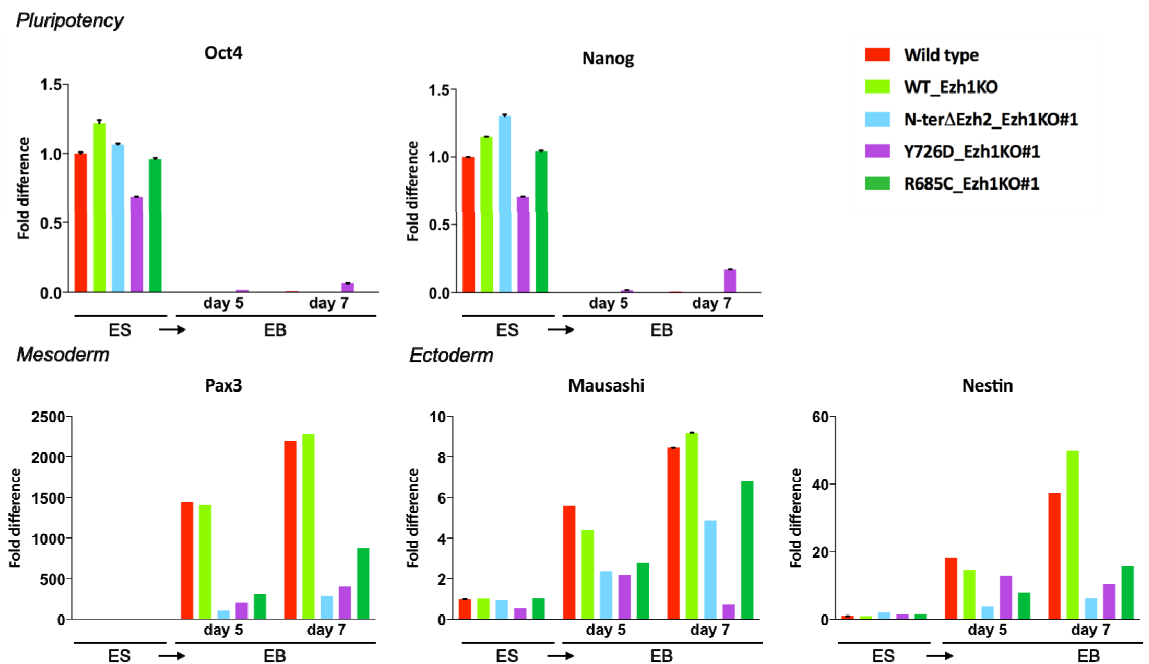 Pluripotency
Oct4
Nanog
Wild type
WT_Ezh1KO
N-terΔEzh2_Ezh1KO#1
Y726D_Ezh1KO#1
R685C_Ezh1KO#1
Fold difference
1.5
1.0
0.5
0.0
day 5
day 7
ES
EB
Fold difference
1.5
1.0
0.5
0.0
day 5
day 7
ES
EB
Mesoderm
Ectoderm
Pax3
Mausashi
Nestin
Fold difference
2500
2000
1500
1000
500
0
day 5
day 7
ES
EB
Fold difference
10
8
6
4
2
0
day 5
day 7
ES
EB
Fold difference
60
40
20
0
day 5
day 7
ES
EB